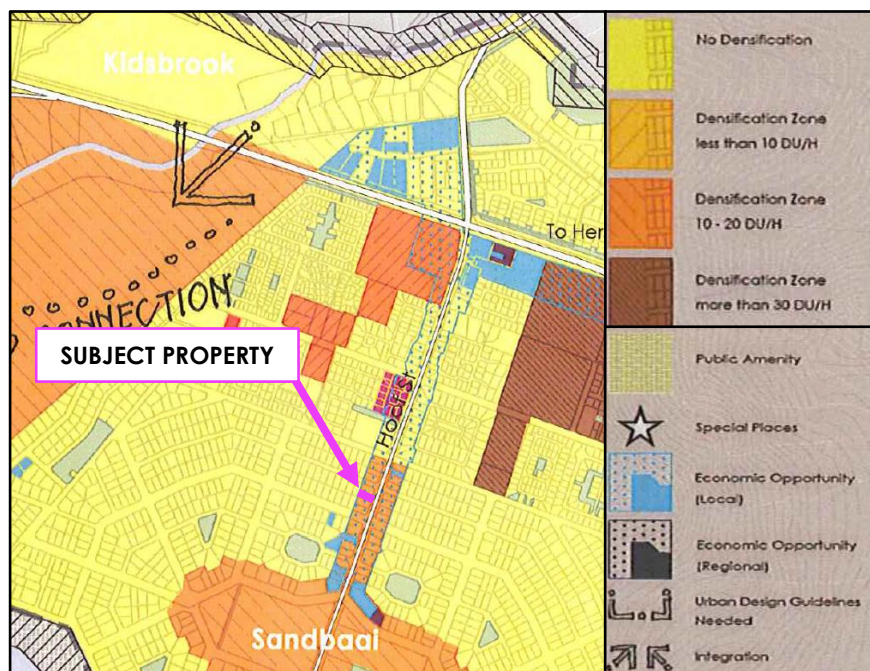 Kidsbrook
To Her
CONNECTION
SUBJECT PROPERTY
Hoof St
Sandbaai
No Densification
Densification Zone
less than 10 DU/H
Densification Zone
10 - 20 DU/H
Densification Zone
more than 30 DU/H
Public Amenity
Special Places
Economic Opportunity
(Local)
Economic Opportunity
(Regional)
Urban Design Guidelines
Needed
Integration